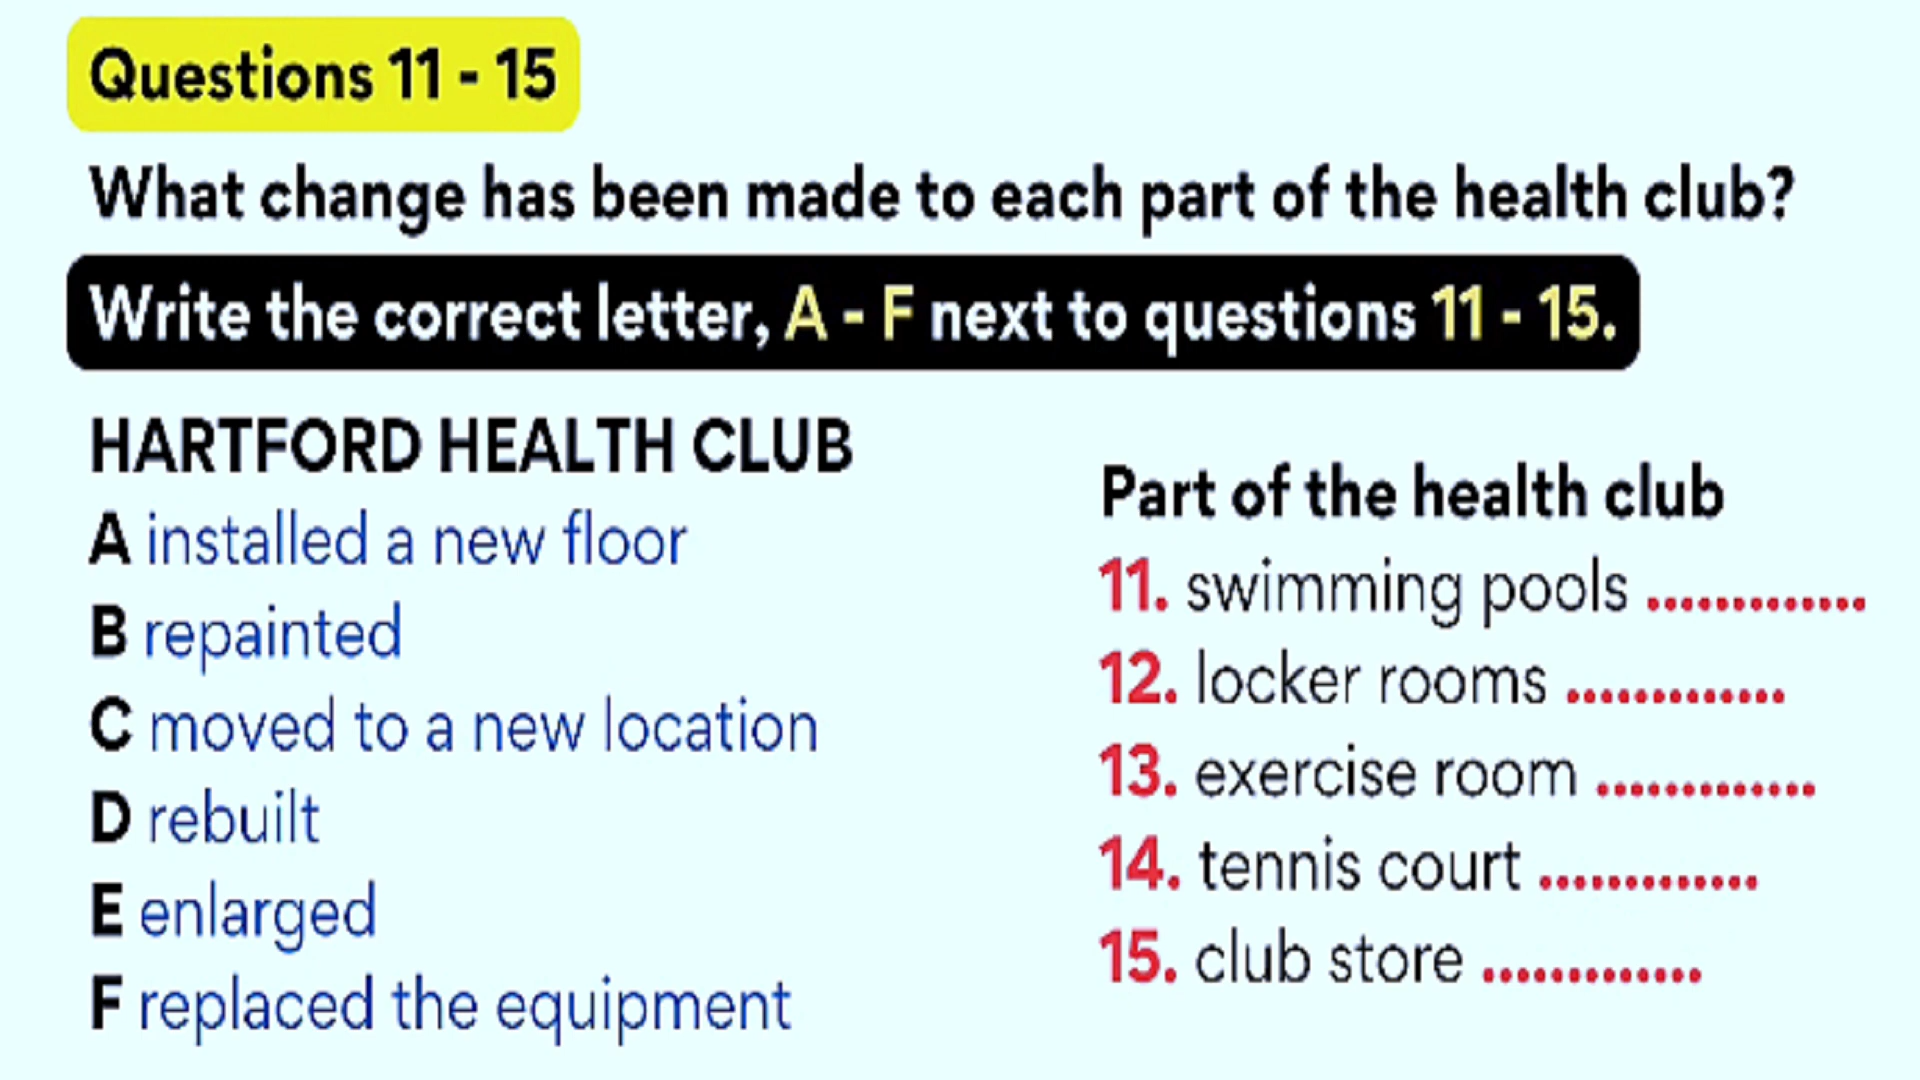 Questions 11 - 15
What change has been made to each part of the health club?
Write the correct letter, A - F next to questions 11 - 15.
HARTFORD HEALTH CLUB
A installed a new floor
B repainted
C moved to a new location
D rebuilt
E enlarged
F replaced the equipment
Part of the health club
11. swimming pools .............
12. locker rooms .............
13. exercise room .............
14. tennis court .............
15. club store .............